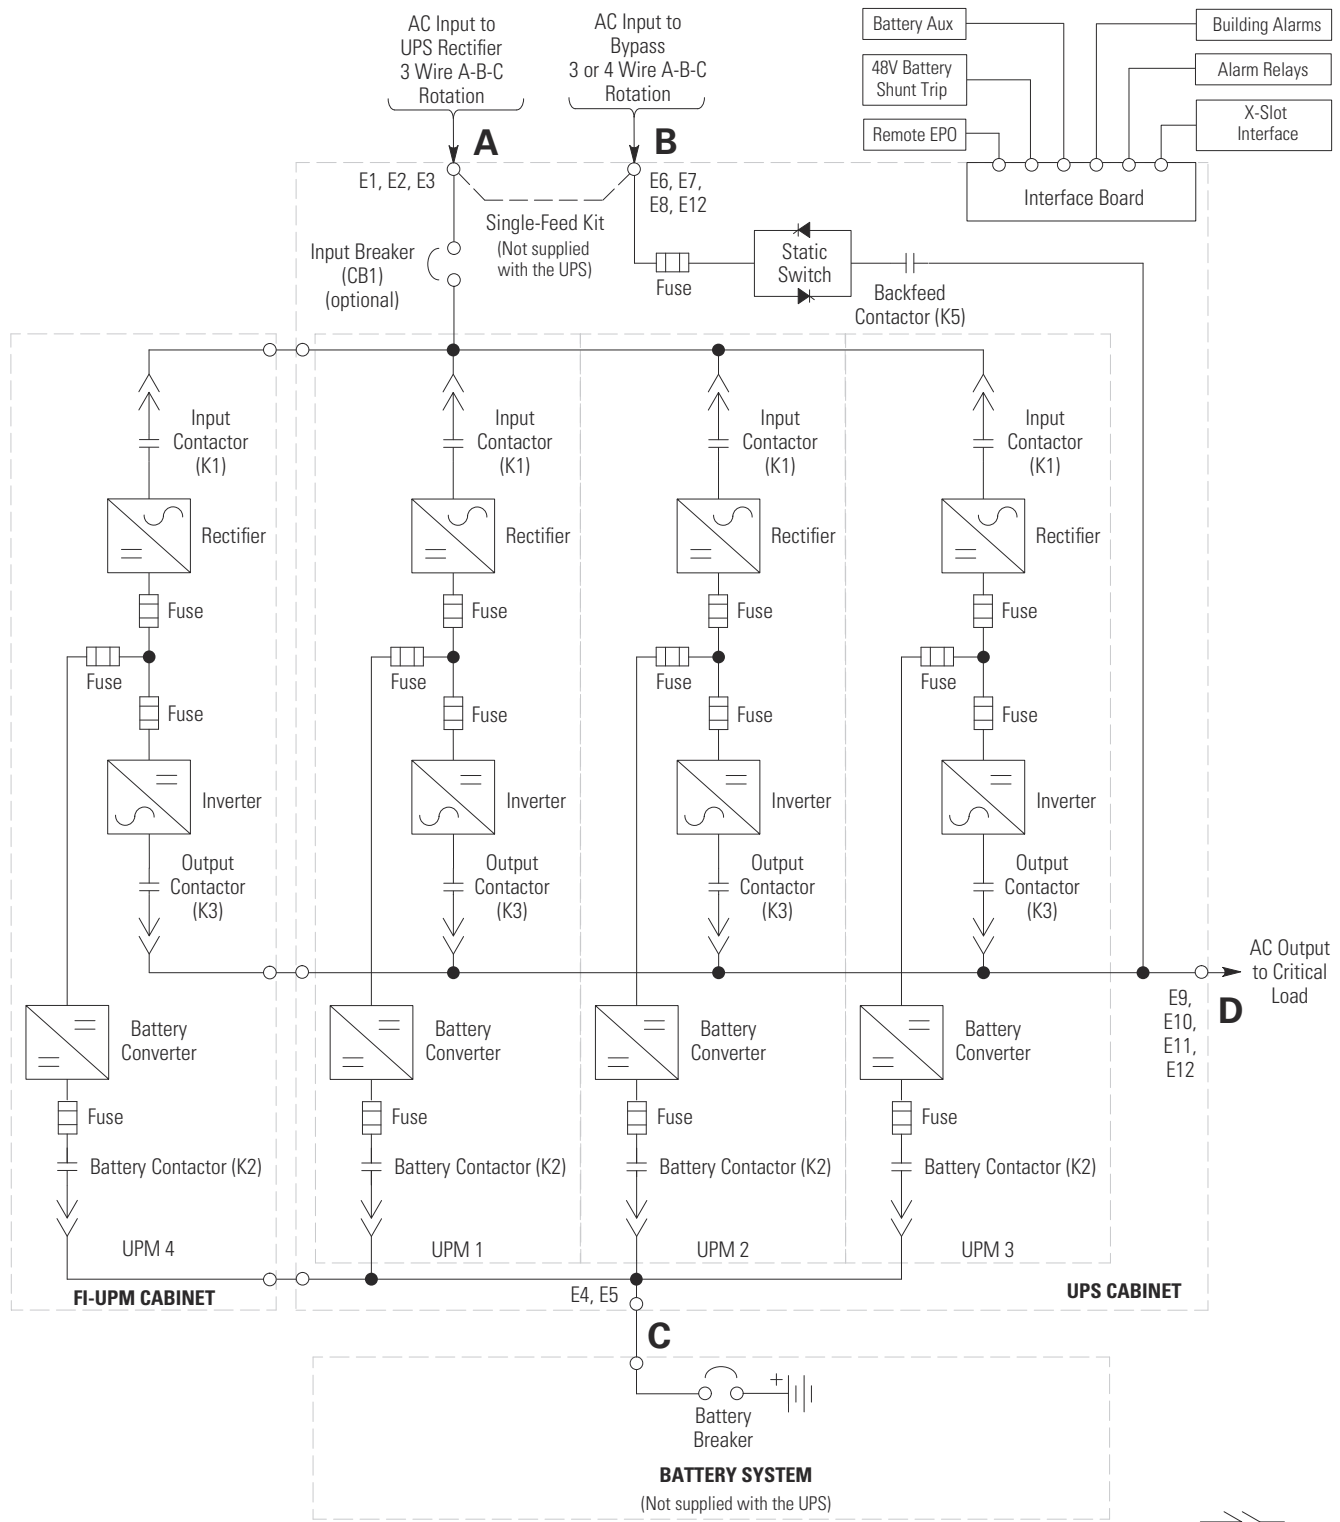 AC Input to
UPS Rectifier
3 Wire A-B-C
Rotation
AC Input to
Bypass
3 or 4 Wire A-B-C
Rotation
Battery Aux
48V Battery
Shunt Trip
Remote EPO
Building Alarms
Alarm Relays
X-Slot
Interface
Interface Board
A
B
E1, E2, E3
E6, E7,
E8, E12
Single-Feed Kit
(Not supplied
with the UPS)
Input Breaker
(CB1)
(optional)
Fuse
Static
Switch
Backfeed
Contactor (K5)
Input
Contactor
(K1)
Input
Contactor
(K1)
Input
Contactor
(K1)
Input
Contactor
(K1)
Rectifier
Rectifier
Rectifier
Rectifier
Fuse
Fuse
Fuse
Fuse
Fuse
Fuse
Fuse
Fuse
Fuse
Fuse
Fuse
Fuse
Inverter
Inverter
Inverter
Inverter
Output
Contactor
(K3)
Output
Contactor
(K3)
Output
Contactor
(K3)
Output
Contactor
(K3)
AC Output
to Critical
Load
E9,
E10,
E11,
E12
D
Battery
Converter
Battery
Converter
Battery
Converter
Battery
Converter
Fuse
Fuse
Fuse
Fuse
Battery Contactor (K2)
Battery Contactor (K2)
Battery Contactor (K2)
Battery Contactor (K2)
UPM 4
UPM 1
UPM 2
UPM 3
FI-UPM CABINET
UPS CABINET
E4, E5
C
+
Battery
Breaker
BATTERY SYSTEM
(Not supplied with the UPS)